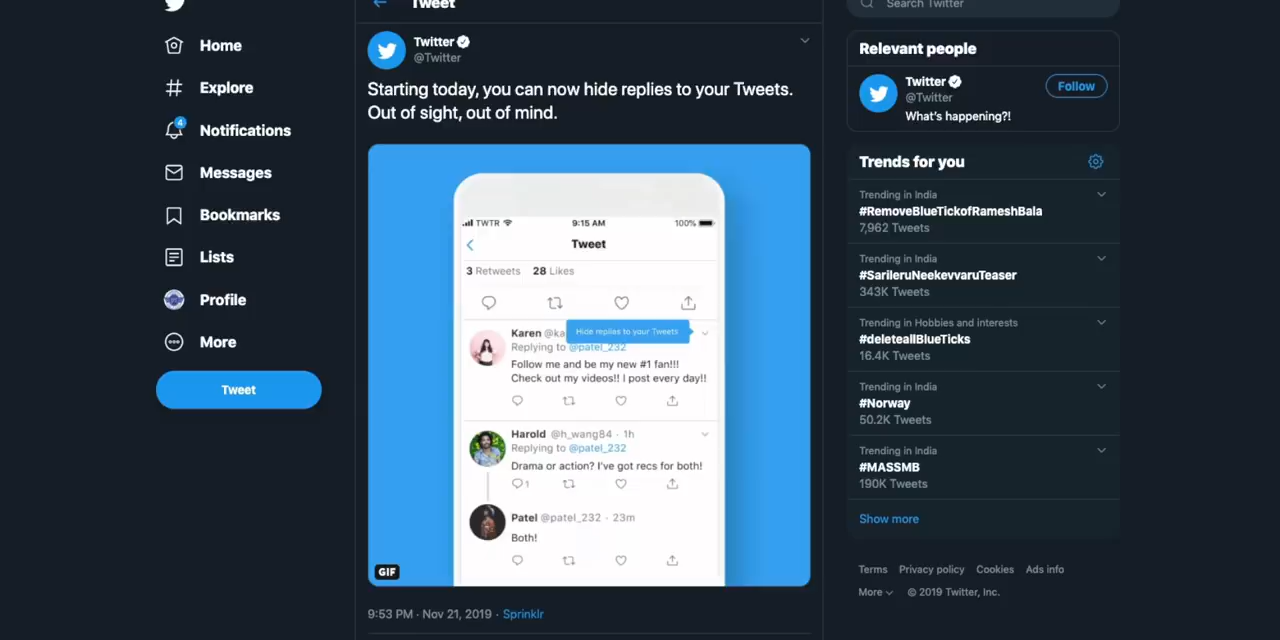 Home
Explore
4
Notifications
Messages
Bookmarks
Lists
Profile
More
Tweet
Tweet
Twitter
@Twitter
Starting today, you can now hide replies to your Tweets.
Out of sight, out of mind.
TWTR
9:15 AM
100%
Tweet
3 Retweets 28 Likes
Hide replies to your Tweets
Karen @ka
Replying to @patel_232
Follow me and be my new #1 fan!!!
Check out my videos!! I post every day!!
Harold @h_wang84 · 1h
Replying to @patel_232
Drama or action? I've got recs for both!
1
Patel @patel_232 · 23m
Both!
GIF
9:53 PM · Nov 21, 2019 · Sprinklr
Search Twitter
Relevant people
Twitter
@Twitter
Follow
What's happening?!
Trends for you
Trending in India
#RemoveBlueTickofRameshBala
7,962 Tweets
Trending in India
#SarileruNeekevvaruTeaser
343K Tweets
Trending in Hobbies and interests
#deleteallBlueTicks
16.4K Tweets
Trending in India
#Norway
50.2K Tweets
Trending in India
#MASSMB
190K Tweets
Show more
Terms Privacy policy Cookies Ads info
More © 2019 Twitter, Inc.